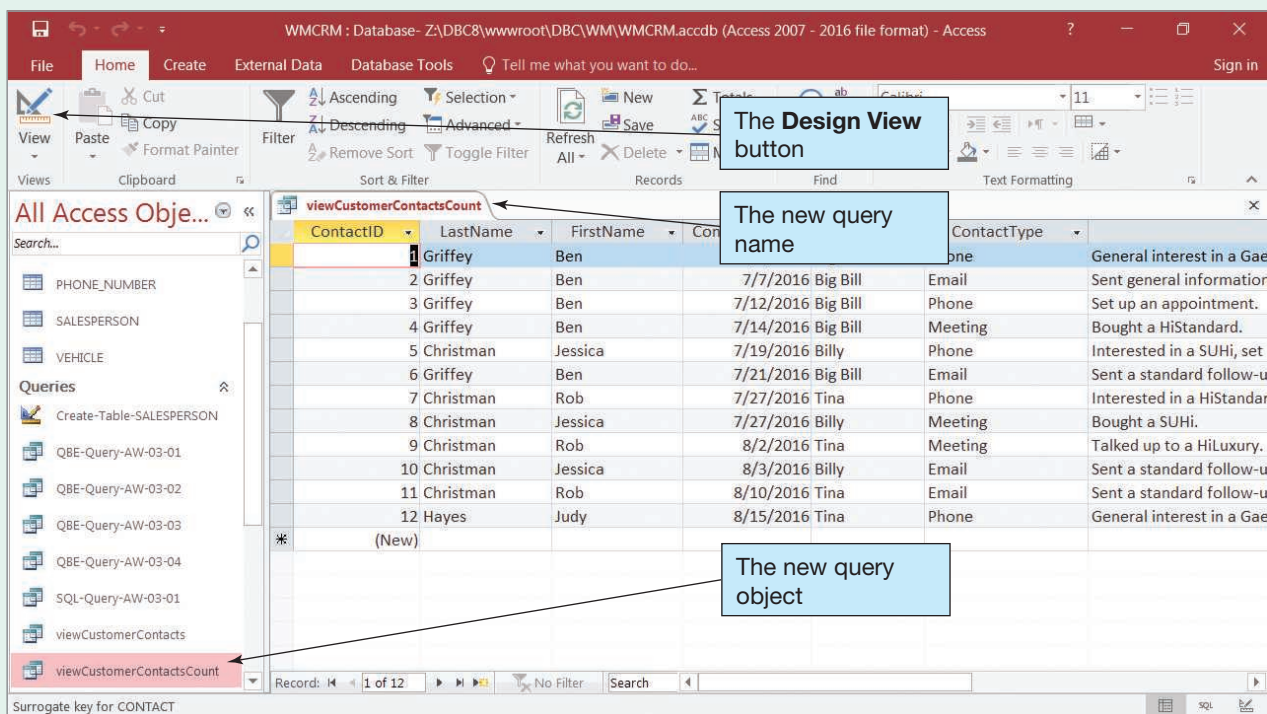 WMCRM : Database- Z:\DBC8\wwwroot\DBC\WM\WMCRM.accdb (Access 2007 - 2016 file format) - Access ?
File Home Create External Data Database Tools Tell me what you want to do... Sign in
View
Views
Paste
Cut
Copy
Format Painter
Clipboard
Filter
Ascending
Descending
Remove Sort
Selection
Advanced
Toggle Filter
Sort & Filter
Refresh All
New
Save
Delete
Records
Find
11
Text Formatting
The Design View
button
The new query
name
All Access Obje...
Search...
PHONE_NUMBER
SALESPERSON
VEHICLE
Queries
Create-Table-SALESPERSON
QBE-Query-AW-03-01
QBE-Query-AW-03-02
QBE-Query-AW-03-03
QBE-Query-AW-03-04
SQL-Query-AW-03-01
viewCustomerContacts
viewCustomerContactsCount
viewCustomerContactsCount
ContactID LastName FirstName ContactType
1 Griffey Ben General interest in a Gae
2 Griffey Ben 7/7/2016 Big Bill Email Sent general information
3 Griffey Ben 7/12/2016 Big Bill Phone Set up an appointment.
4 Griffey Ben 7/14/2016 Big Bill Meeting Bought a HiStandard.
5 Christman Jessica 7/19/2016 Billy Phone Interested in a SUHi, set
6 Griffey Ben 7/21/2016 Big Bill Email Sent a standard follow-u
7 Christman Rob 7/27/2016 Tina Phone Interested in a HiStandar
8 Christman Jessica 7/27/2016 Billy Meeting Bought a SUHi.
9 Christman Rob 8/2/2016 Tina Meeting Talked up to a HiLuxury.
10 Christman Jessica 8/3/2016 Billy Email Sent a standard follow-u
11 Christman Rob 8/10/2016 Tina Email Sent a standard follow-u
12 Hayes Judy 8/15/2016 Tina Phone General interest in a Gae
(New)
The new query
object
Record: 1 of 12 No Filter Search
Surrogate key for CONTACT SQL